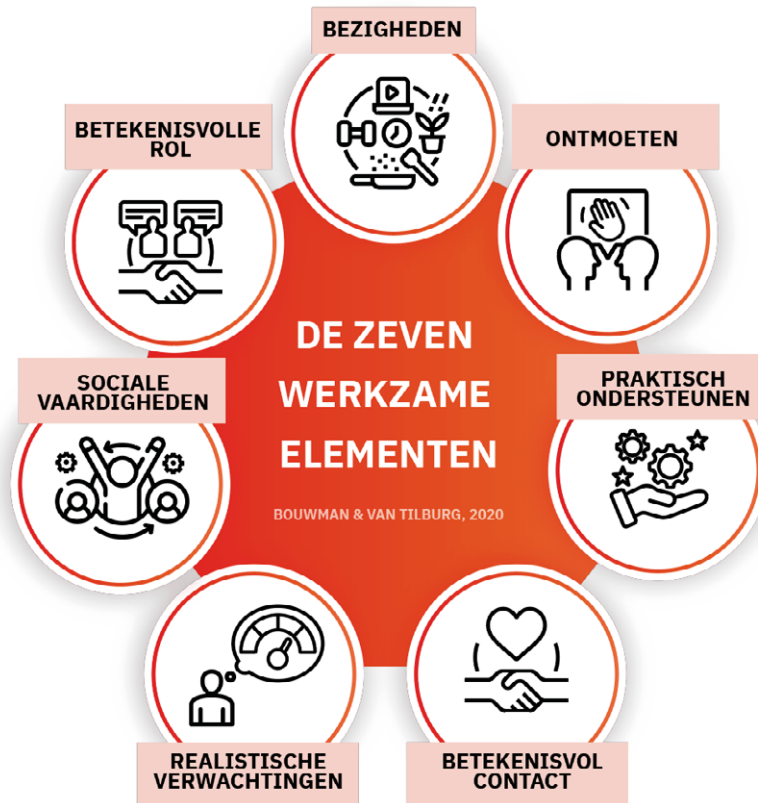 BEZIGHEDEN
BETEKENISVOLLE
ROL
ONTMOETEN
DE ZEVEN
WERKZAME
ELEMENTEN
BOUWMAN & VAN TILBURG, 2020
SOCIALE
VAARDIGHEDEN
PRAKTISCH
ONDERSTEUNEN
REALISTISCHE
VERWACHTINGEN
BETEKENISVOL
CONTACT